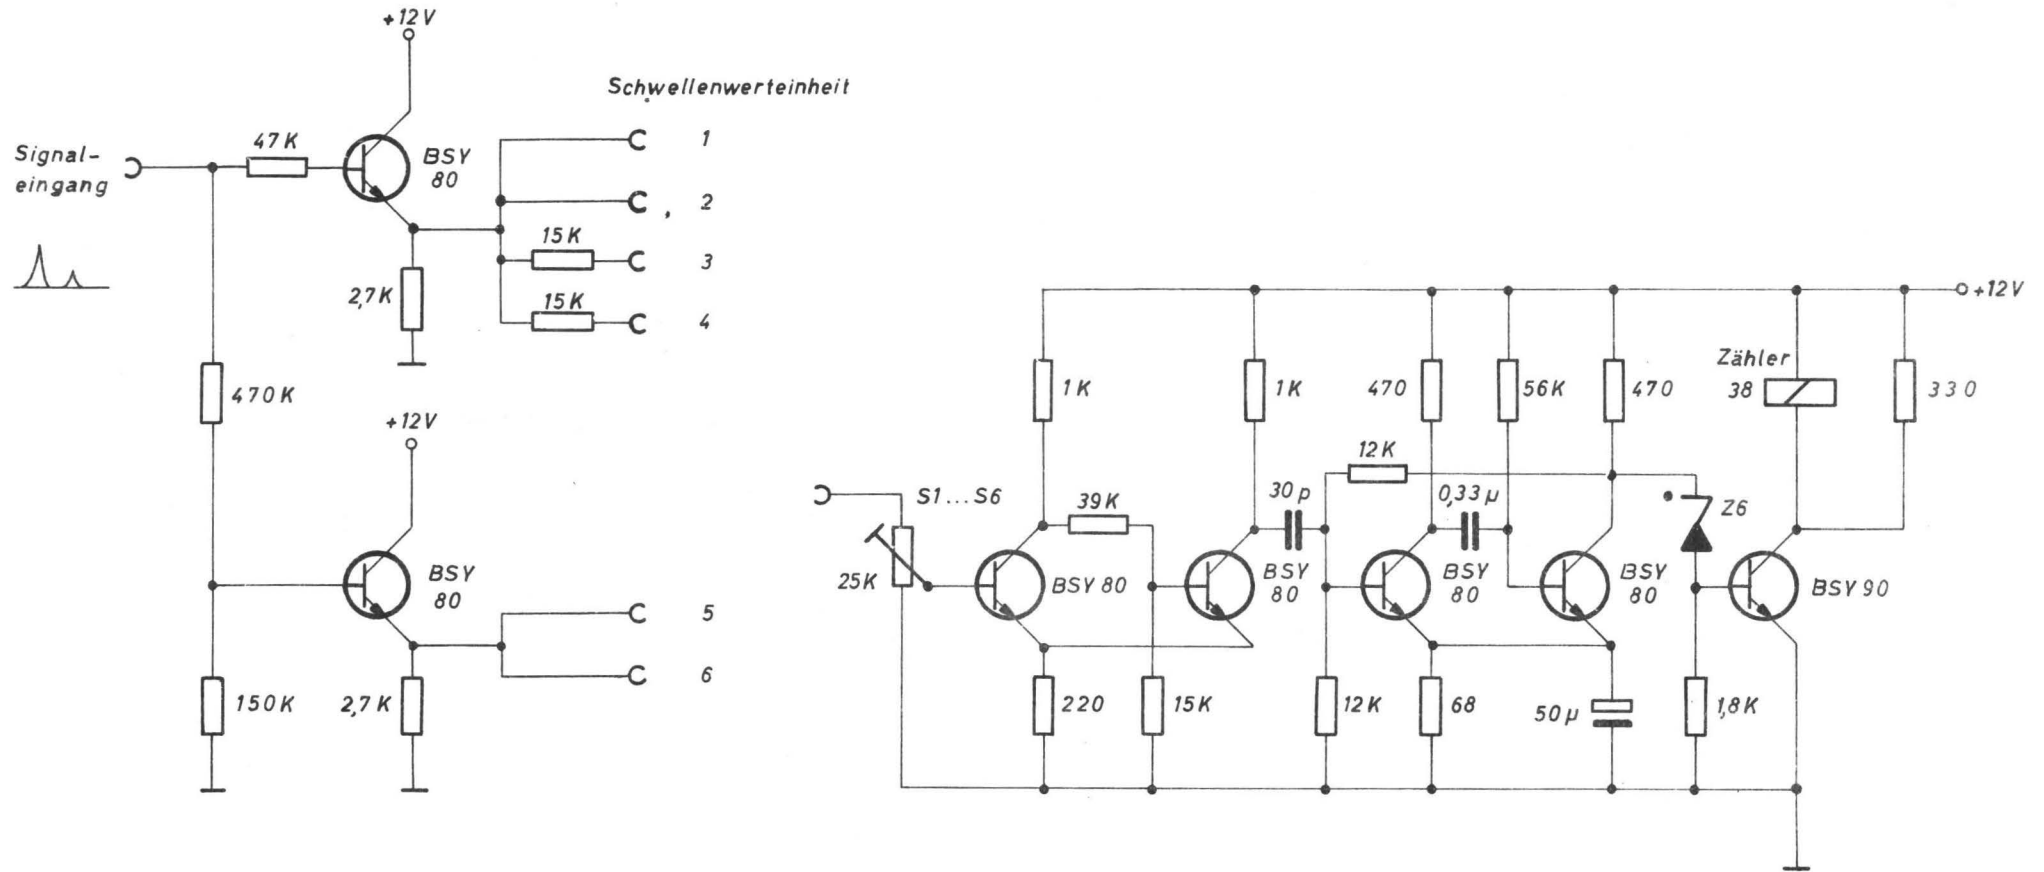 +12V
Schwellenwerteinheit
Signal-
eingang
47K
BSY
80
1
2
15K
3
2,7K
15K
4
470K
+12V
BSY
80
5
6
150K
2,7K
+12V
1K
1K
470
56K
470
Zähler
38
330
12K
S1...S6
39K
30p
0,33µ
Z6
25K
BSY 80
BSY
80
BSY
80
BSY
80
BSY 90
220
15K
12K
68
50µ
1,8K